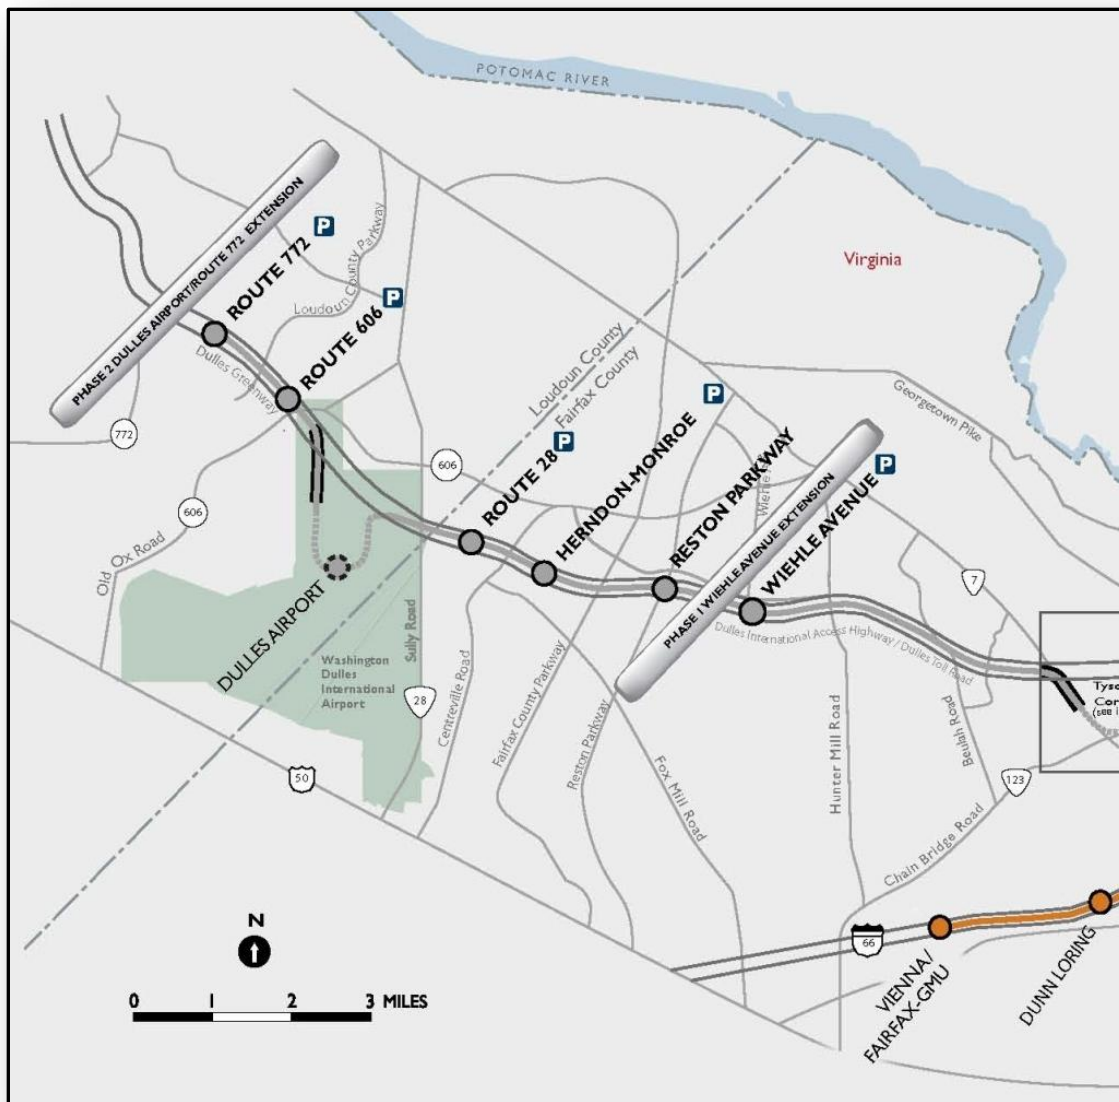 POTOMAC RIVER
Virginia
PHASE 2 DULLES AIRPORT/ROUTE 772 EXTENSION
P
ROUTE 772
Loudoun County Parkway
P
ROUTE 606
Dulles Greenway
Loudoun County
Fairfax County
Georgetown Pike
772
606
606
Old Ox Road
P
ROUTE 28
P
HERNDON-MONROE
RESTON PARKWAY
PHASE 1 WIEHLE AVENUE EXTENSION
P
WIEHLE AVENUE
7
DULLES AIRPORT
Washington
Dulles
International
Airport
Sully Road
28
Centreville Road
Fairfax County Parkway
Reston Parkway
Fox Mill Road
Hunter Mill Road
Beulah Road
Dulles International Access Highway / Dulles Toll Road
Tyso
Cor
(see i
50
123
Chain Bridge Road
66
VIENNA/
FAIRFAX-GMU
DUNN LORING
N
0 1 2 3 MILES